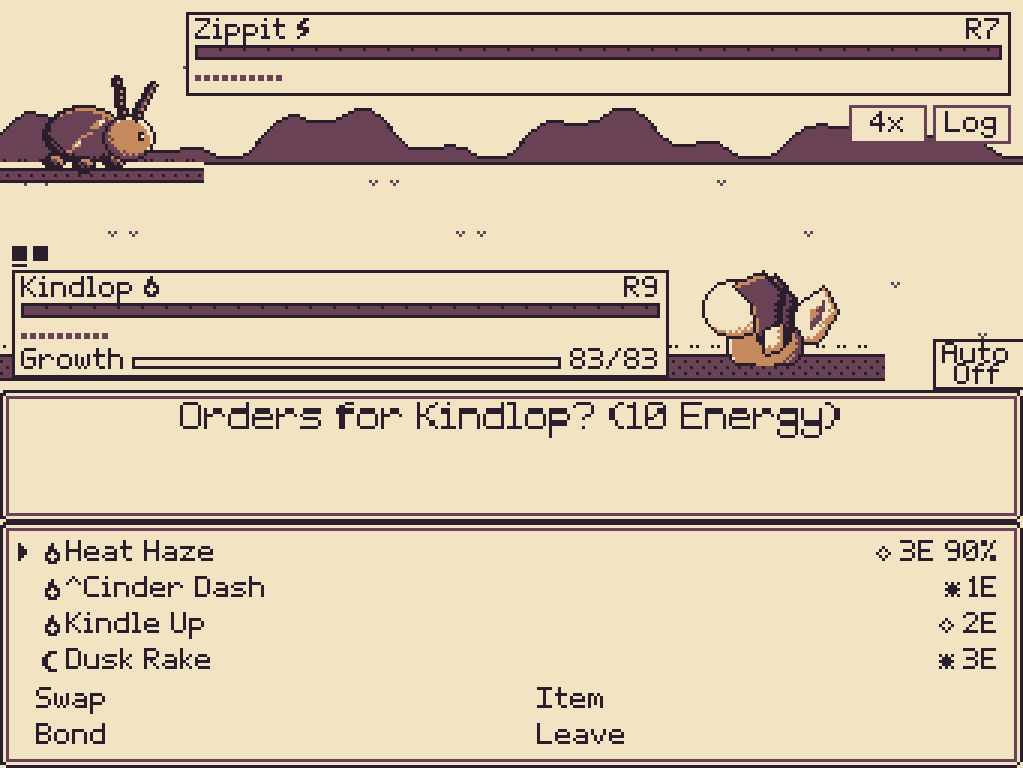 Zippit R7
4x Log
Kindlop R9
Growth 83/83
Auto Off
Orders for Kindlop? (10 Energy)
Heat Haze 3E 90%
^Cinder Dash 1E
Kindle Up 2E
Dusk Rake 3E
Swap Item
Bond Leave